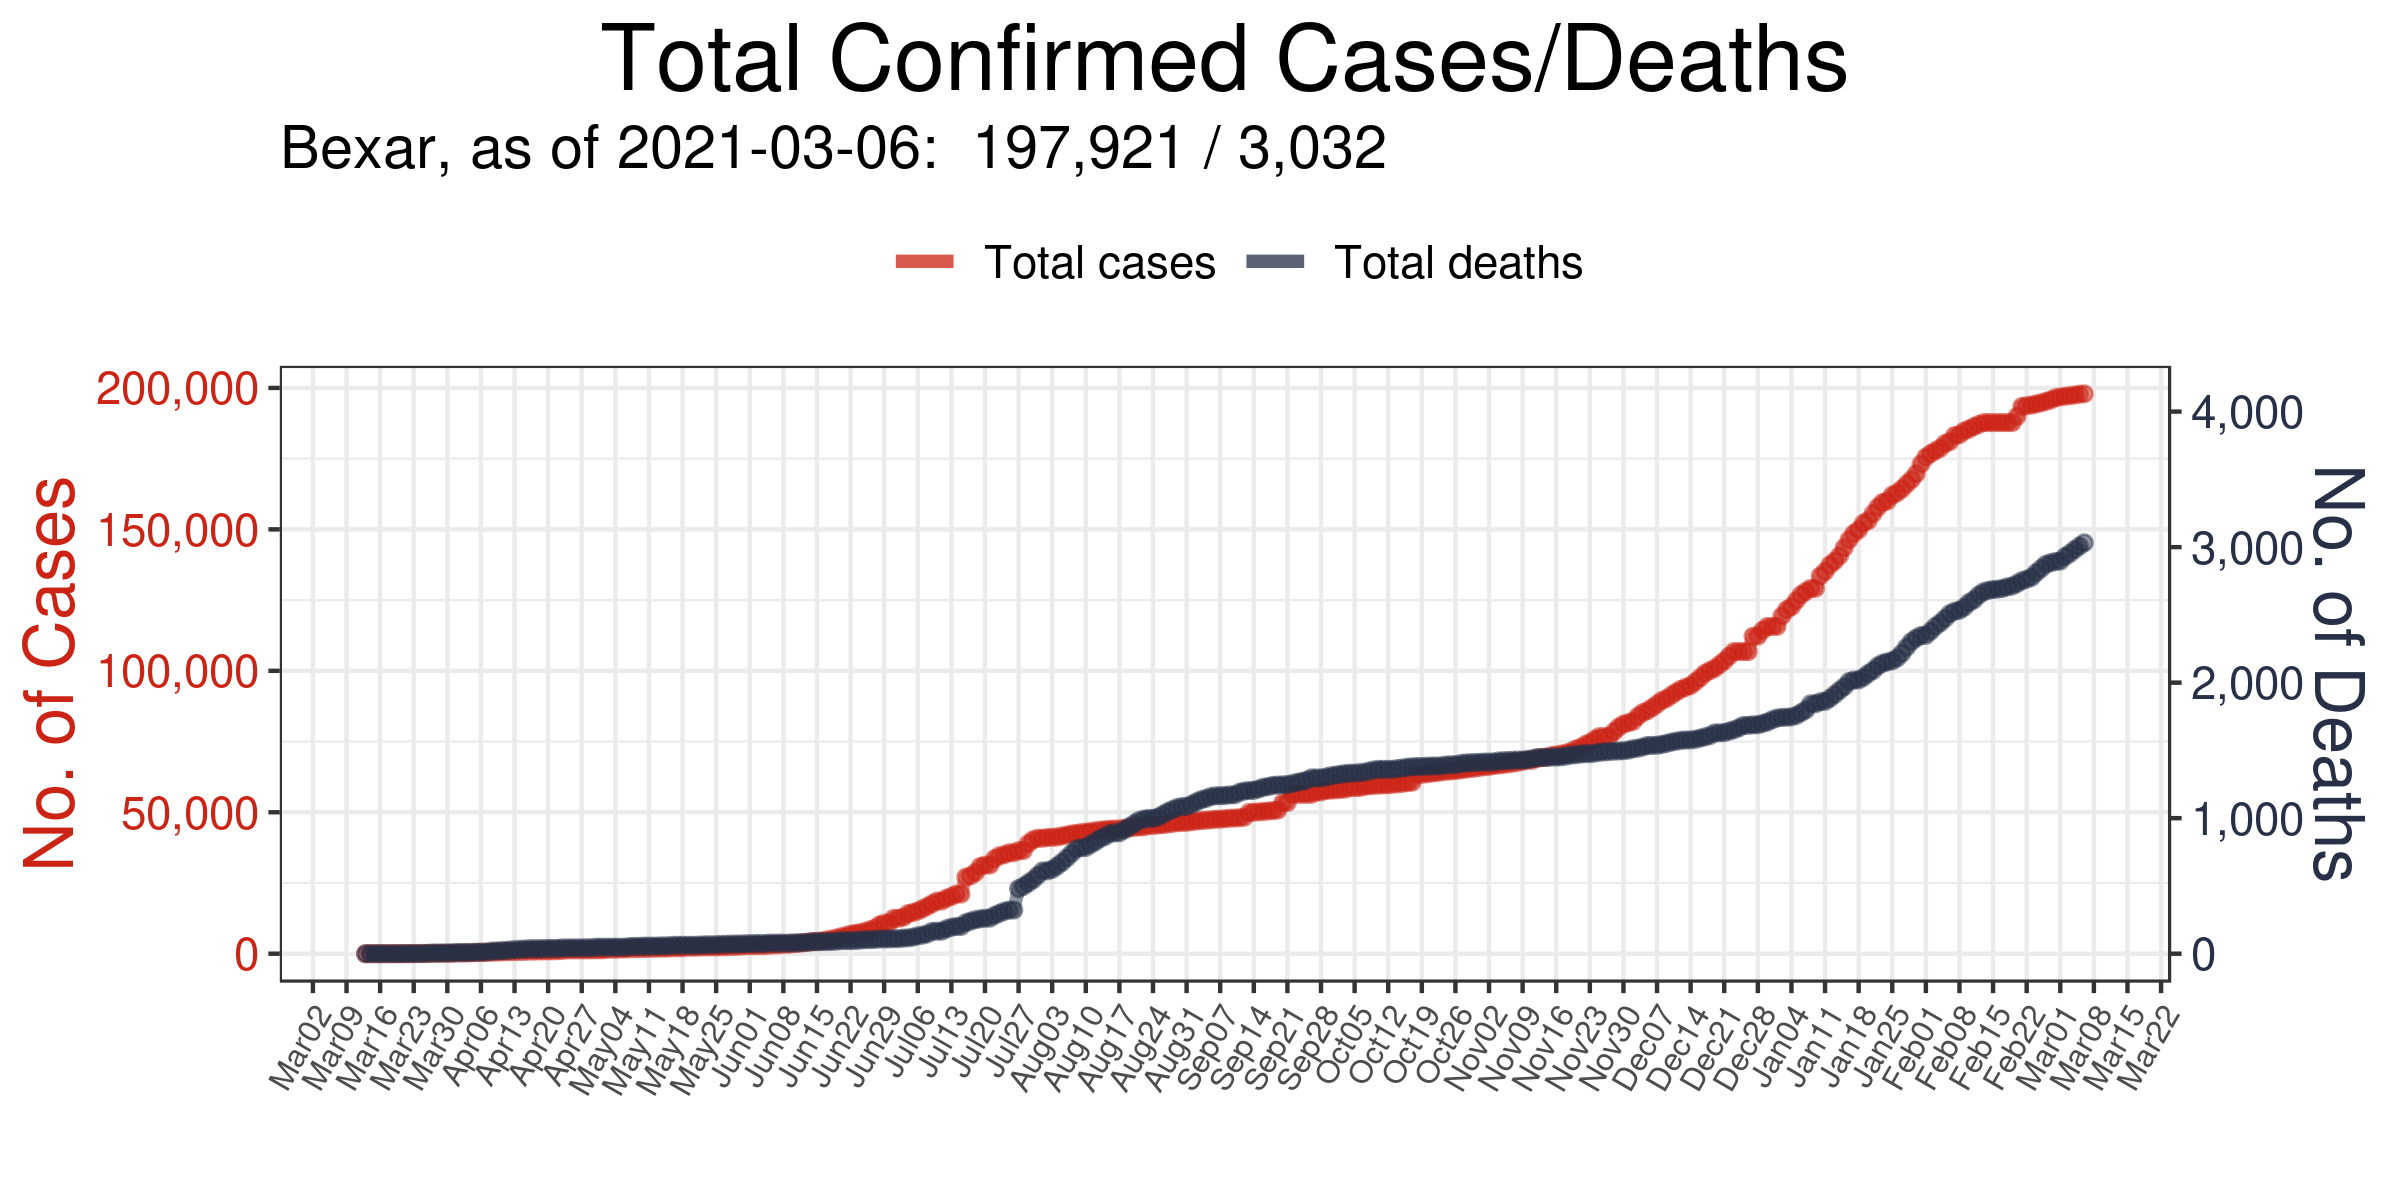 Total Confirmed Cases/Deaths
Bexar, as of 2021-03-06:  197,921 / 3,032
Total cases
Total deaths
No. of Cases
200,000
150,000
100,000
50,000
0
4,000
3,000
2,000
1,000
0
No. of Deaths
Mar02
Mar09
Mar16
Mar23
Mar30
Apr06
Apr13
Apr20
Apr27
May04
May11
May18
May25
Jun01
Jun08
Jun15
Jun22
Jun29
Jul06
Jul13
Jul20
Jul27
Aug03
Aug10
Aug17
Aug24
Aug31
Sep07
Sep14
Sep21
Sep28
Oct05
Oct12
Oct19
Oct26
Nov02
Nov09
Nov16
Nov23
Nov30
Dec07
Dec14
Dec21
Dec28
Jan04
Jan11
Jan18
Jan25
Feb01
Feb08
Feb15
Feb22
Mar01
Mar08
Mar15
Mar22